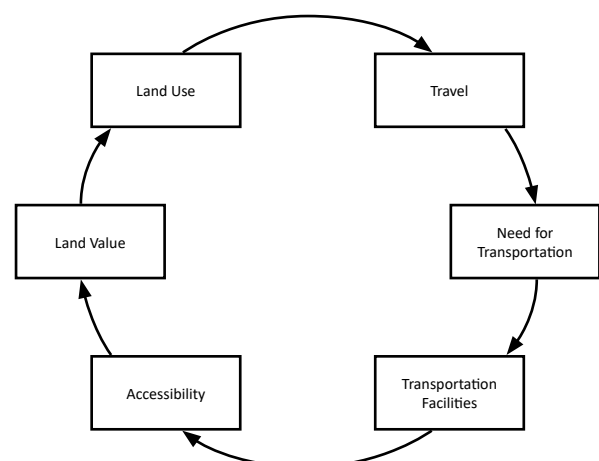 Land Use
Travel
Land Value
Need for
Transportation
Accessibility
Transportation
Facilities